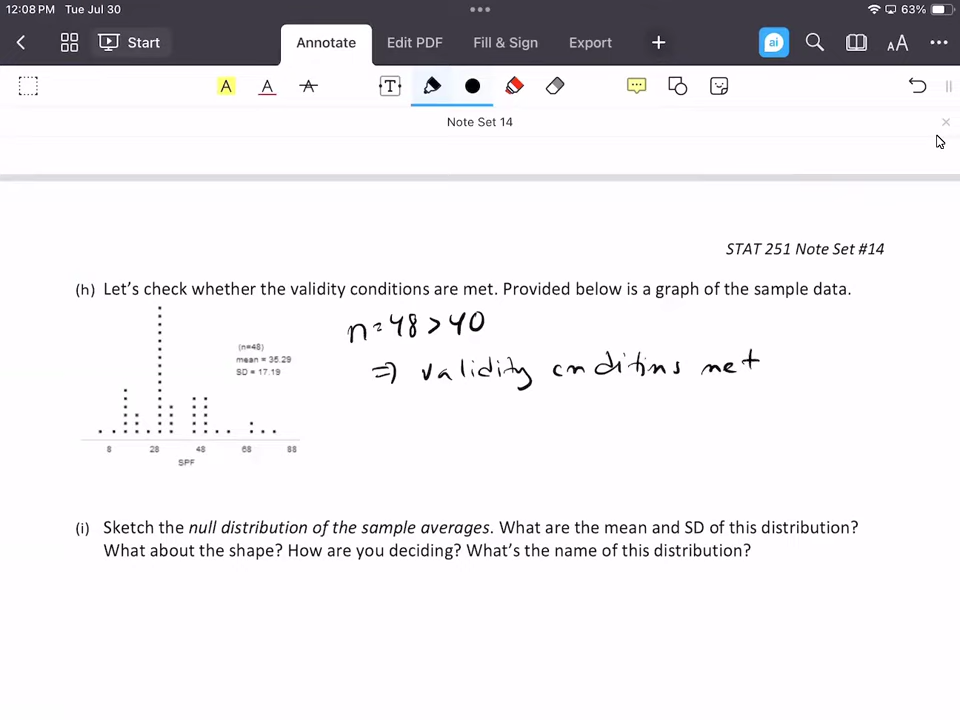 12:08 PM Tue Jul 30
63%
Start
Annotate
Edit PDF
Fill & Sign
Export
ai
AA
A A A T
Note Set 14
STAT 251 Note Set #14
(h) Let's check whether the validity conditions are met. Provided below is a graph of the sample data.
n=48>40
(n=48)
mean = 35.29
SD = 17.19
⇒ validity conditions met
8 28 48 68 88
SPF
(i) Sketch the null distribution of the sample averages. What are the mean and SD of this distribution?
What about the shape? How are you deciding? What's the name of this distribution?